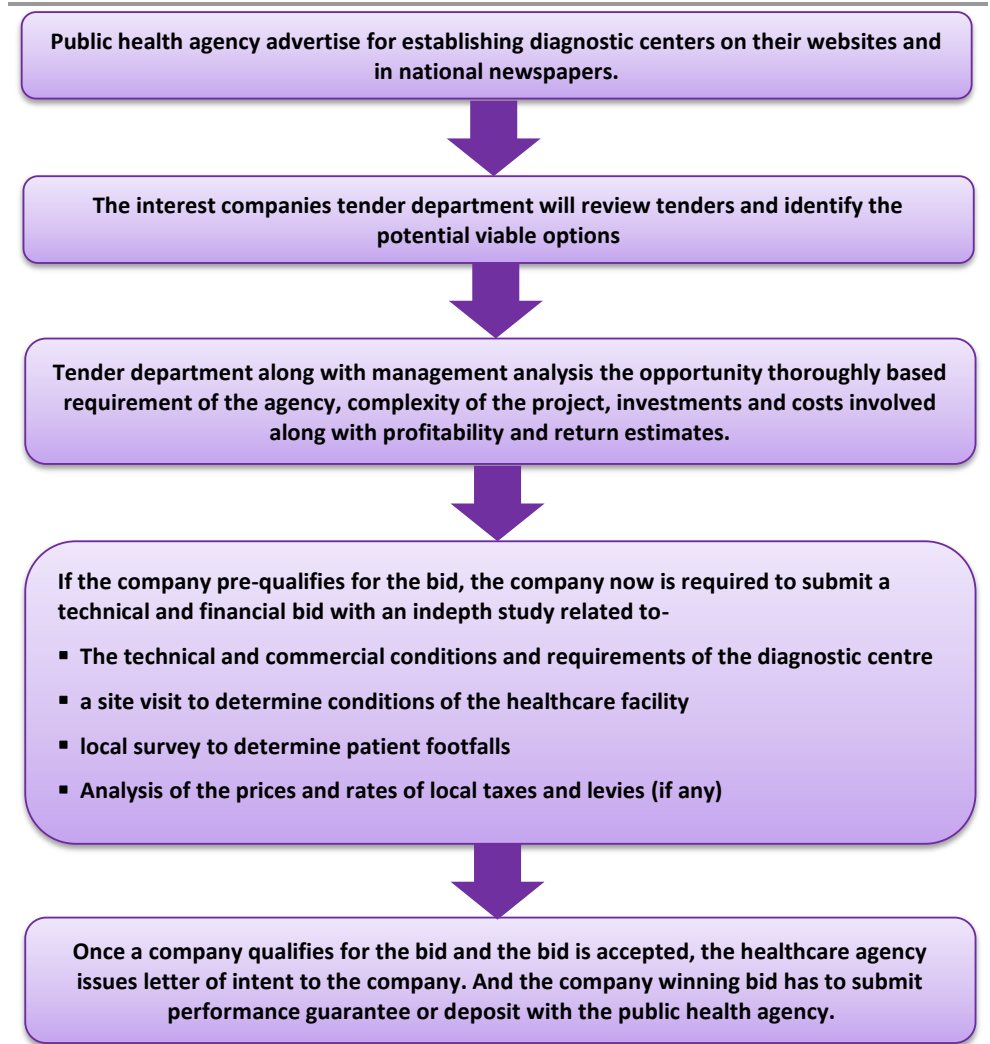 Public health agency advertise for establishing diagnostic centers on their websites and
in national newspapers.
The interest companies tender department will review tenders and identify the
potential viable options
Tender department along with management analysis the opportunity thoroughly based
requirement of the agency, complexity of the project, investments and costs involved
along with profitability and return estimates.
If the company pre-qualifies for the bid, the company now is required to submit a
technical and financial bid with an indepth study related to-
▪ The technical and commercial conditions and requirements of the diagnostic centre
▪ a site visit to determine conditions of the healthcare facility
▪ local survey to determine patient footfalls
▪ Analysis of the prices and rates of local taxes and levies (if any)
Once a company qualifies for the bid and the bid is accepted, the healthcare agency
issues letter of intent to the company. And the company winning bid has to submit
performance guarantee or deposit with the public health agency.